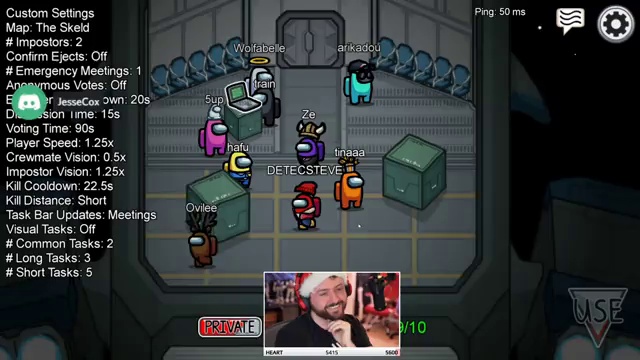 Custom Settings
Map: The Skeld
# Impostors: 2
Confirm Ejects: Off
# Emergency Meetings: 1
Anonymous Votes: Off
JesseCox
own: 20s
Time: 15s
Voting Time: 90s
Player Speed: 1.25x
Crewmate Vision: 0.5x
Impostor Vision: 1.25x
Kill Cooldown: 22.5s
Kill Distance: Short
Task Bar Updates: Meetings
Visual Tasks: Off
# Common Tasks: 2
# Long Tasks: 3
# Short Tasks: 5
Ping: 50 ms
Wolfabelle
arikadou
train
5up
Ze
hafu
tinaaa
DETECSTEVE
Ovilee
PRIVATE
9/10
HEART 5415 5600
USE